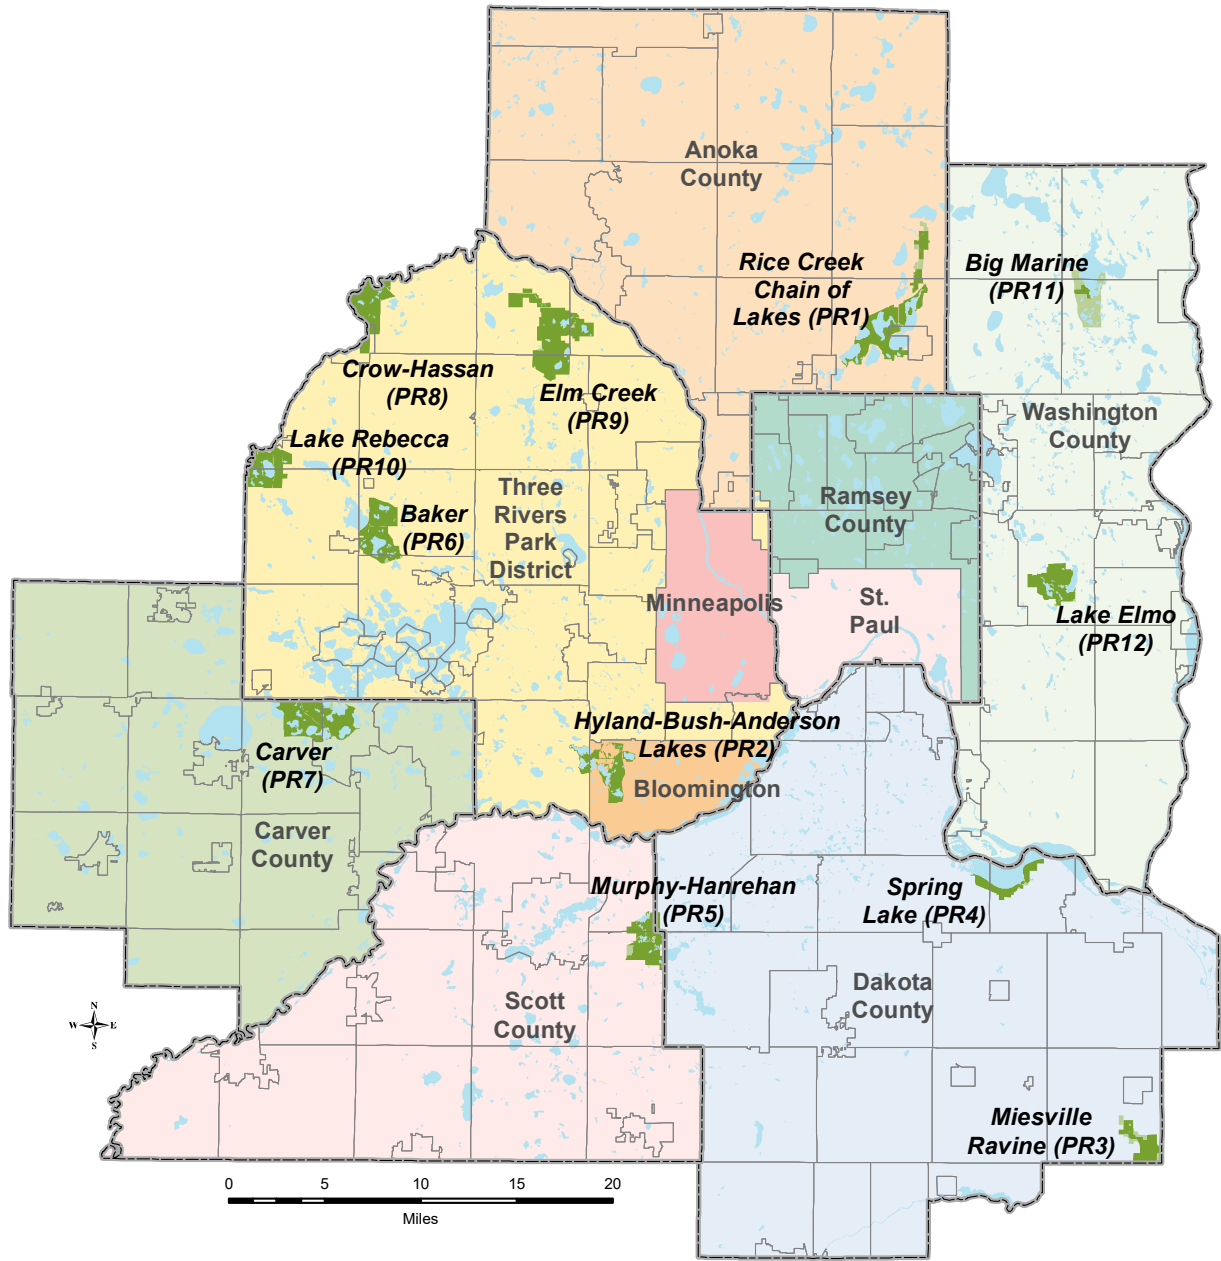 Anoka
County
Rice Creek
Chain of
Lakes (PR1)
Big Marine
(PR11)
Crow-Hassan
(PR8)
Elm Creek
(PR9)
Washington
County
Lake Rebecca
(PR10)
Three
Rivers
Park
District
Ramsey
County
Baker
(PR6)
Minneapolis
St.
Paul
Lake Elmo
(PR12)
Hyland-Bush-Anderson
Lakes (PR2)
Carver
(PR7)
Bloomington
Carver
County
Murphy-Hanrehan
(PR5)
Spring
Lake (PR4)
Dakota
County
Scott
County
N
W E
S
Miesville
Ravine (PR3)
0 5 10 15 20
Miles